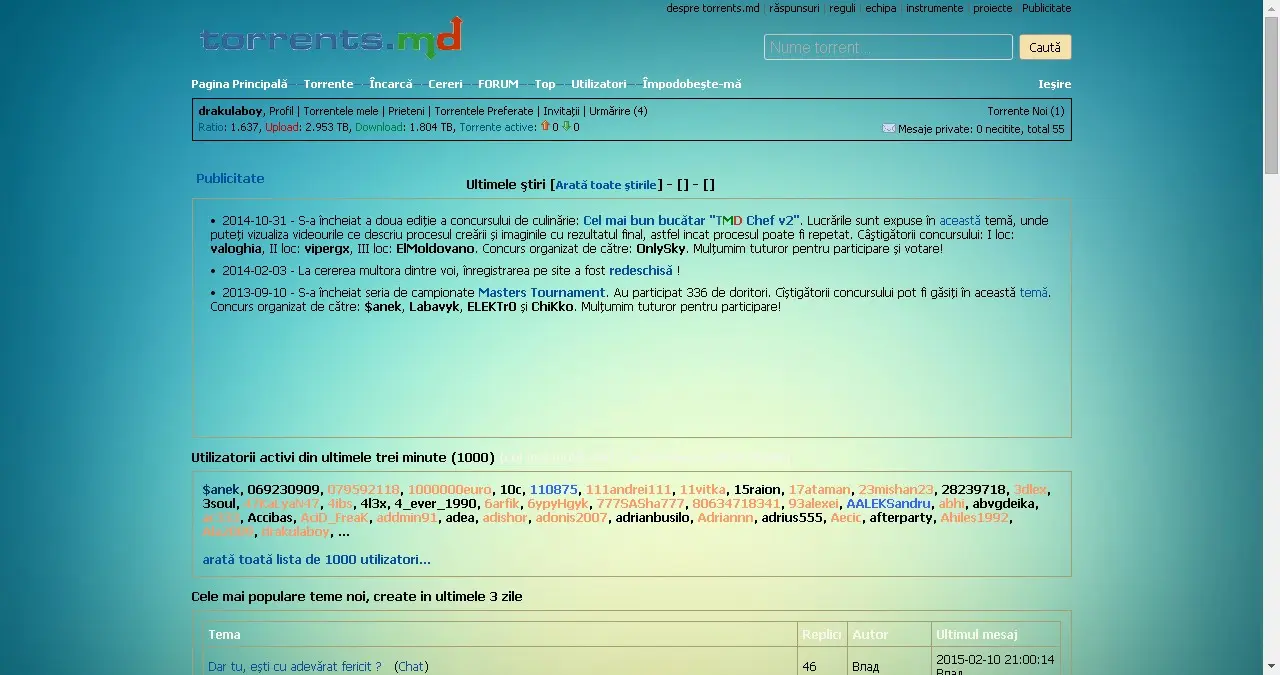 despre torrents.md | răspunsuri | reguli | echipa | instrumente | proiecte | Publicitate
torrents.md
Nume torrent ...
Caută
Pagina Principală Torrente Încarcă Cereri FORUM Top Utilizatori Împodobește-mă Ieșire
drakulaboy, Profil | Torrentele mele | Prieteni | Torrentele Preferate | Invitații | Urmărire (4) Torrente Noi (1)
Ratio: 1.637, Upload: 2.953 TB, Download: 1.804 TB, Torrente active: 0 0 Mesaje private: 0 necitite, total 55
Publicitate
Ultimele ştiri [Arată toate ştirile] - [] - []
• 2014-10-31 - S-a încheiat a doua ediție a concursului de culinărie: Cel mai bun bucătar "TMD Chef v2". Lucrările sunt expuse în această temă, unde
puteți vizualiza videourile ce descriu procesul creării și imaginile cu rezultatul final, astfel incat procesul poate fi repetat. Câștigătorii concursului: I loc:
valoghia, II loc: vipergx, III loc: ElMoldovano. Concurs organizat de către: OnlySky. Mulțumim tuturor pentru participare și votare!
• 2014-02-03 - La cererea multora dintre voi, înregistrarea pe site a fost redeschisă !
• 2013-09-10 - S-a încheiat seria de campionate Masters Tournament. Au participat 336 de doritori. Cîștigătorii concursului pot fi găsiți în această temă.
Concurs organizat de către: $anek, Labavyk, ELEKTr0 și ChiKko. Mulțumim tuturor pentru participare!
Utilizatorii activi din ultimele trei minute (1000)
$anek, 069230909, 079592118, 1000000euro, 10c, 110875, 111andrei111, 11vitka, 15raion, 17ataman, 23mishan23, 28239718, 3dlex,
3soul, 4ibs, 4l3x, 4_ever_1990, 6arfik, 6ypyHgyk, 777SASha777, 80634718341, 93alexei, AALEKSandru, abhi, abvgdeika,
Accibas, AciD_FreaK, addmin91, adea, adishor, adonis2007, adrianbusilo, Adriannn, adrius555, Aecic, afterparty, Ahiles1992,
drakulaboy, ...
arată toată lista de 1000 utilizatori...
Cele mai populare teme noi, create in ultimele 3 zile
Tema Replici Autor Ultimul mesaj
Dar tu, ești cu adevărat fericit ? (Chat) 46 Влад 2015-02-10 21:00:14
Влад